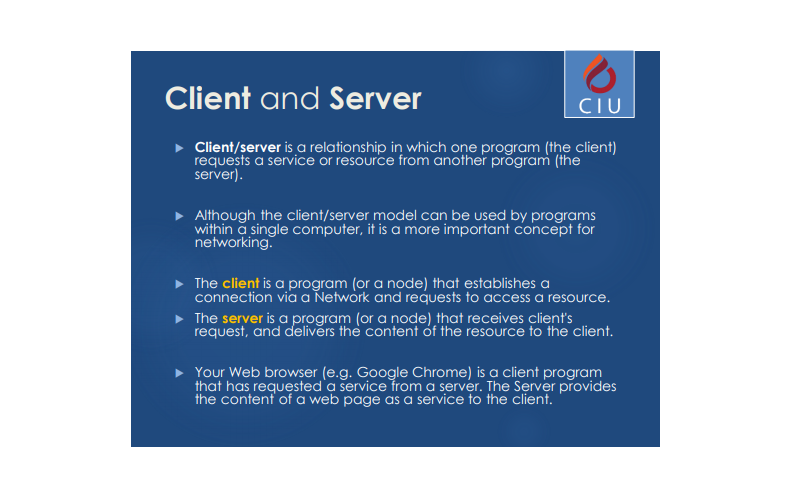 CIU
Client and Server
Client/server is a relationship in which one program (the client)
requests a service or resource from another program (the
server).
Although the client/server model can be used by programs
within a single computer, it is a more important concept for
networking.
The client is a program (or a node) that establishes a
connection via a Network and requests to access a resource.
The server is a program (or a node) that receives client's
request, and delivers the content of the resource to the client.
Your Web browser (e.g. Google Chrome) is a client program
that has requested a service from a server. The Server provides
the content of a web page as a service to the client.